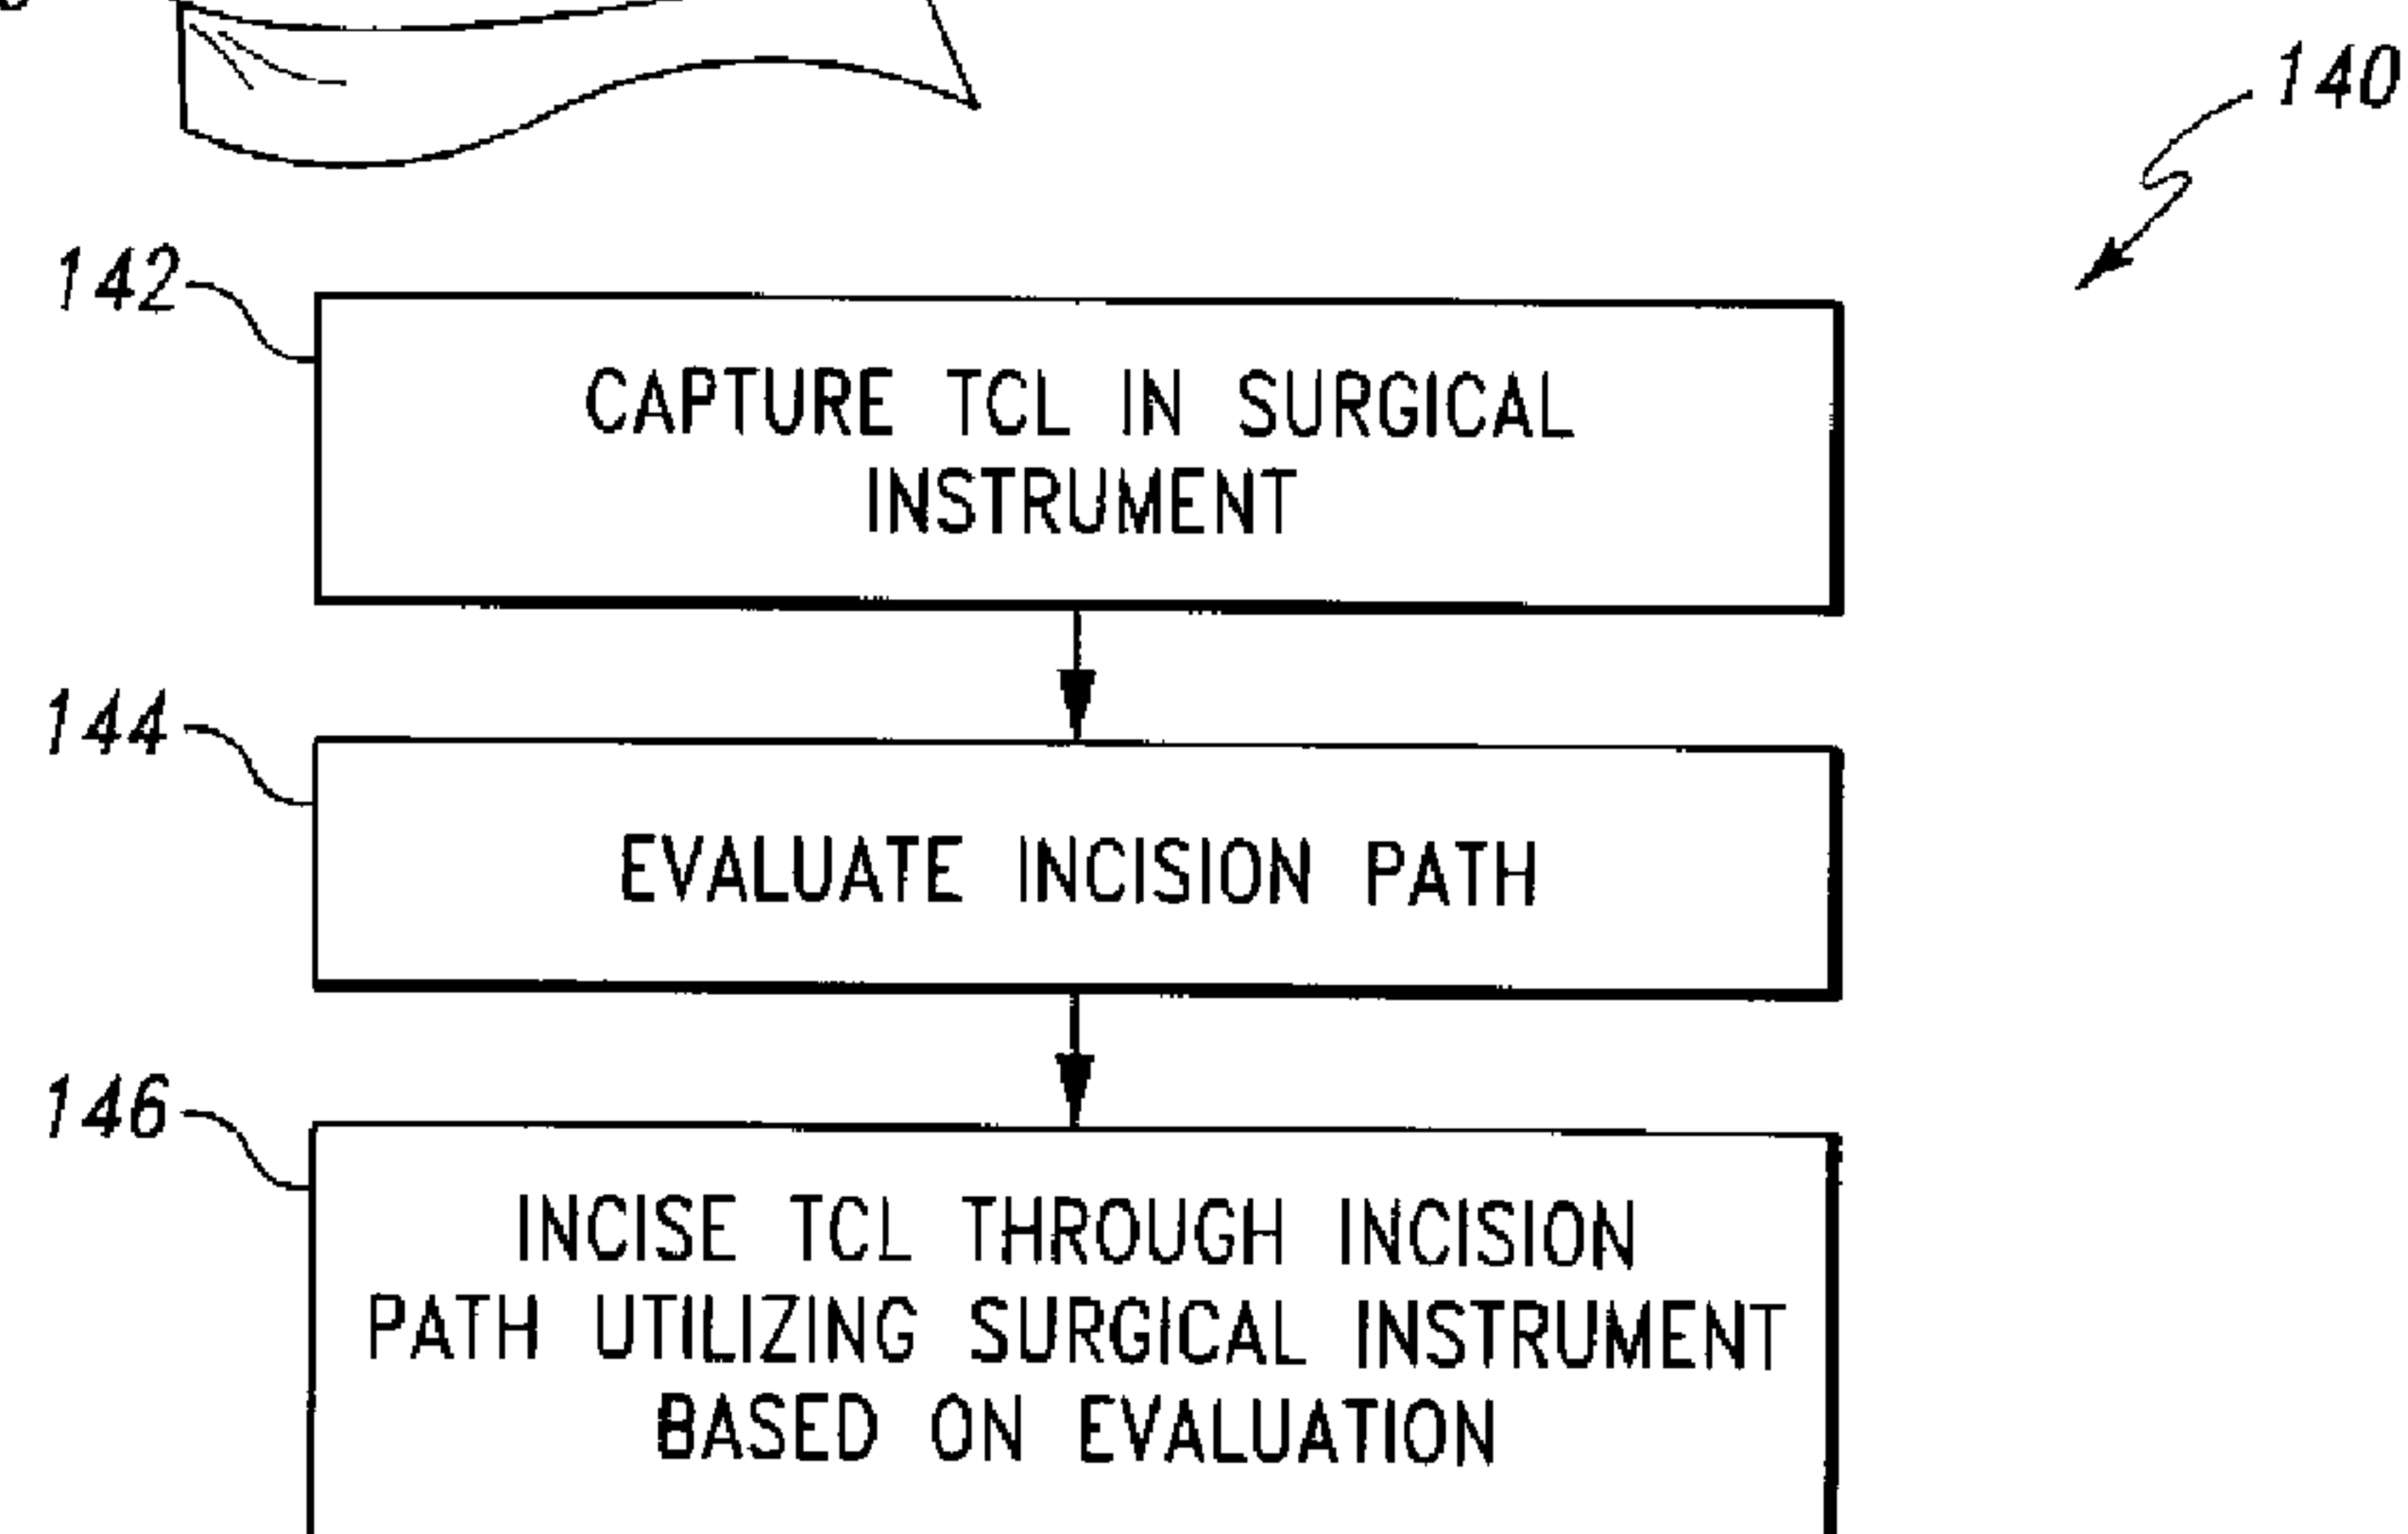 140
142
CAPTURE TCL IN SURGICAL
INSTRUMENT
144
EVALUATE INCISION PATH
146
INCISE TCL THROUGH INCISION
PATH UTILIZING SURGICAL INSTRUMENT
BASED ON EVALUATION